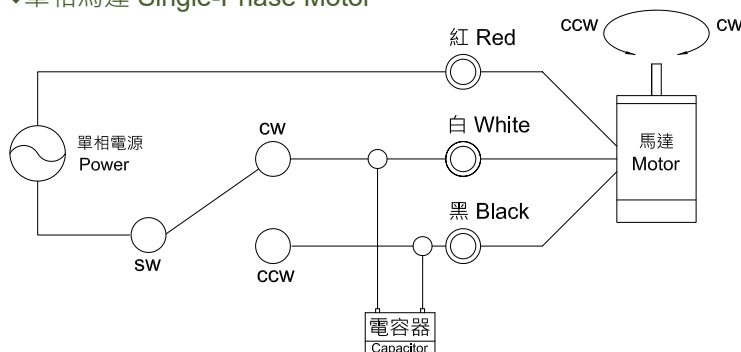 單相馬達 Single-Phase Motor
紅 Red
CCW
CW
白 White
單相電源
Power
CW
馬達
Motor
黑 Black
SW
CCW
電容器
Capacitor